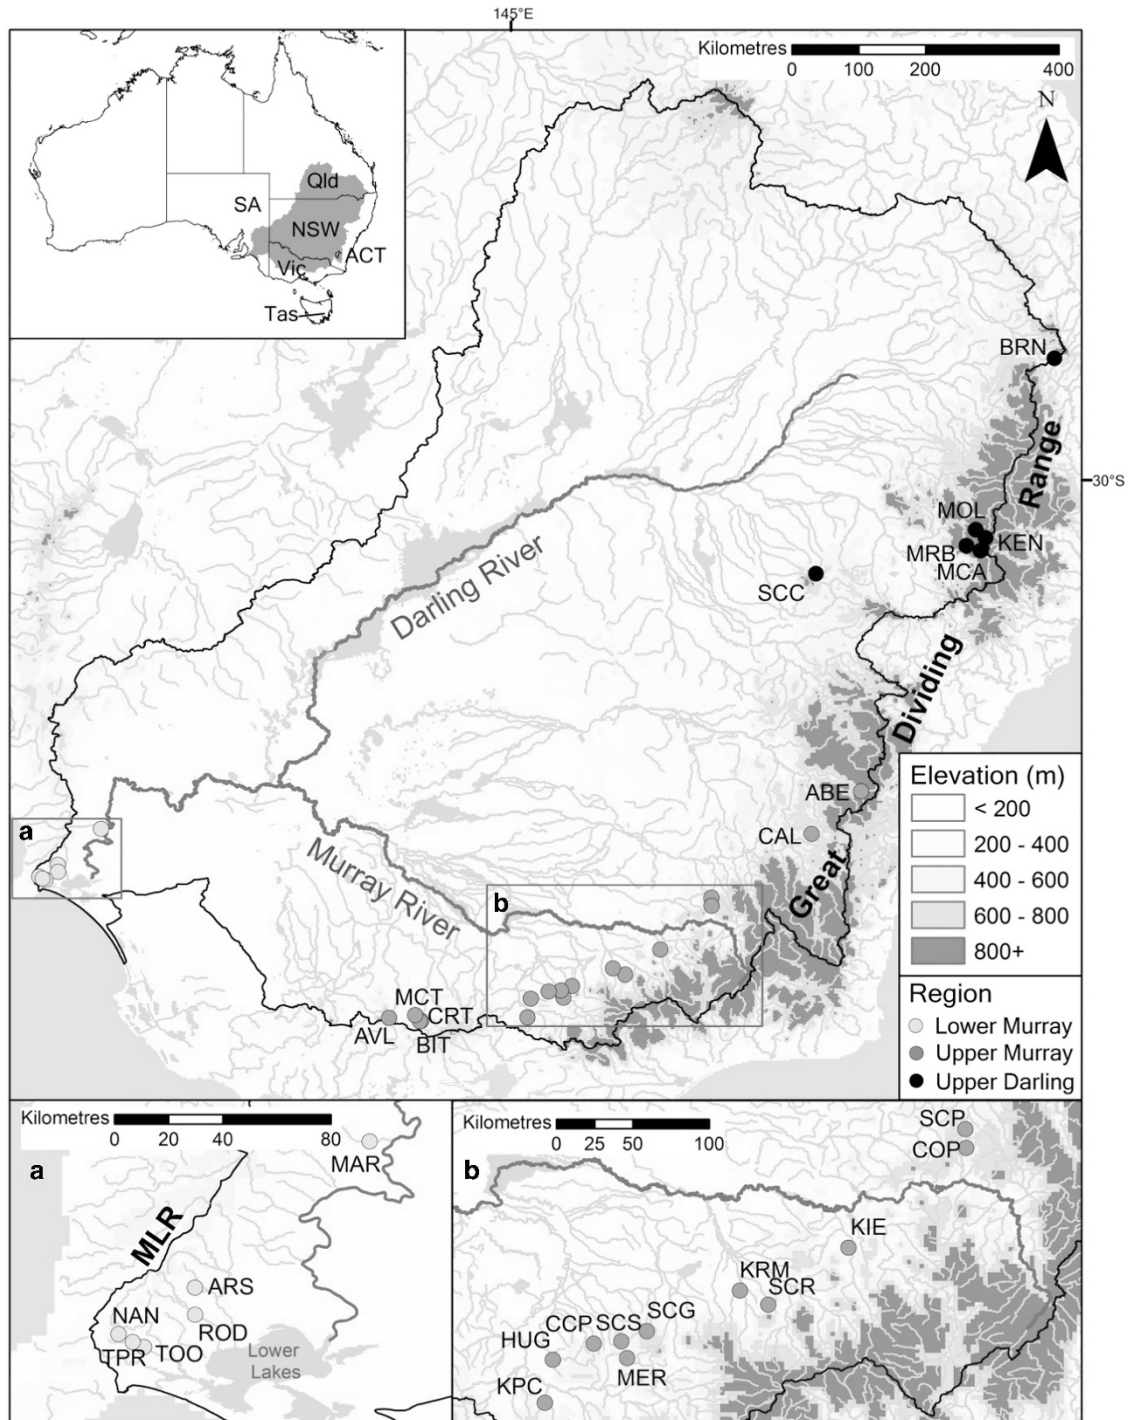 145°E
Kilometres
0 100 200 400
N
Qld
SA
NSW
ACT
Vic
Tas
BRN
Range
30°S
MOL
KEN
MRB
MCA
SCC
Darling River
Dividing
Elevation (m)
< 200
200 - 400
400 - 600
600 - 800
800+
ABE
CAL
Great
a
Murray River
b
MCT
CRT
AVL
BIT
Region
Lower Murray
Upper Murray
Upper Darling
Kilometres
0 20 40 80
a
MAR
MLR
ARS
NAN
ROD
TPR
TOO
Lower
Lakes
Kilometres
0 25 50 100
b
SCP
COP
KIE
KRM
SCR
SCG
CCP SCS
HUG
MER
KPC